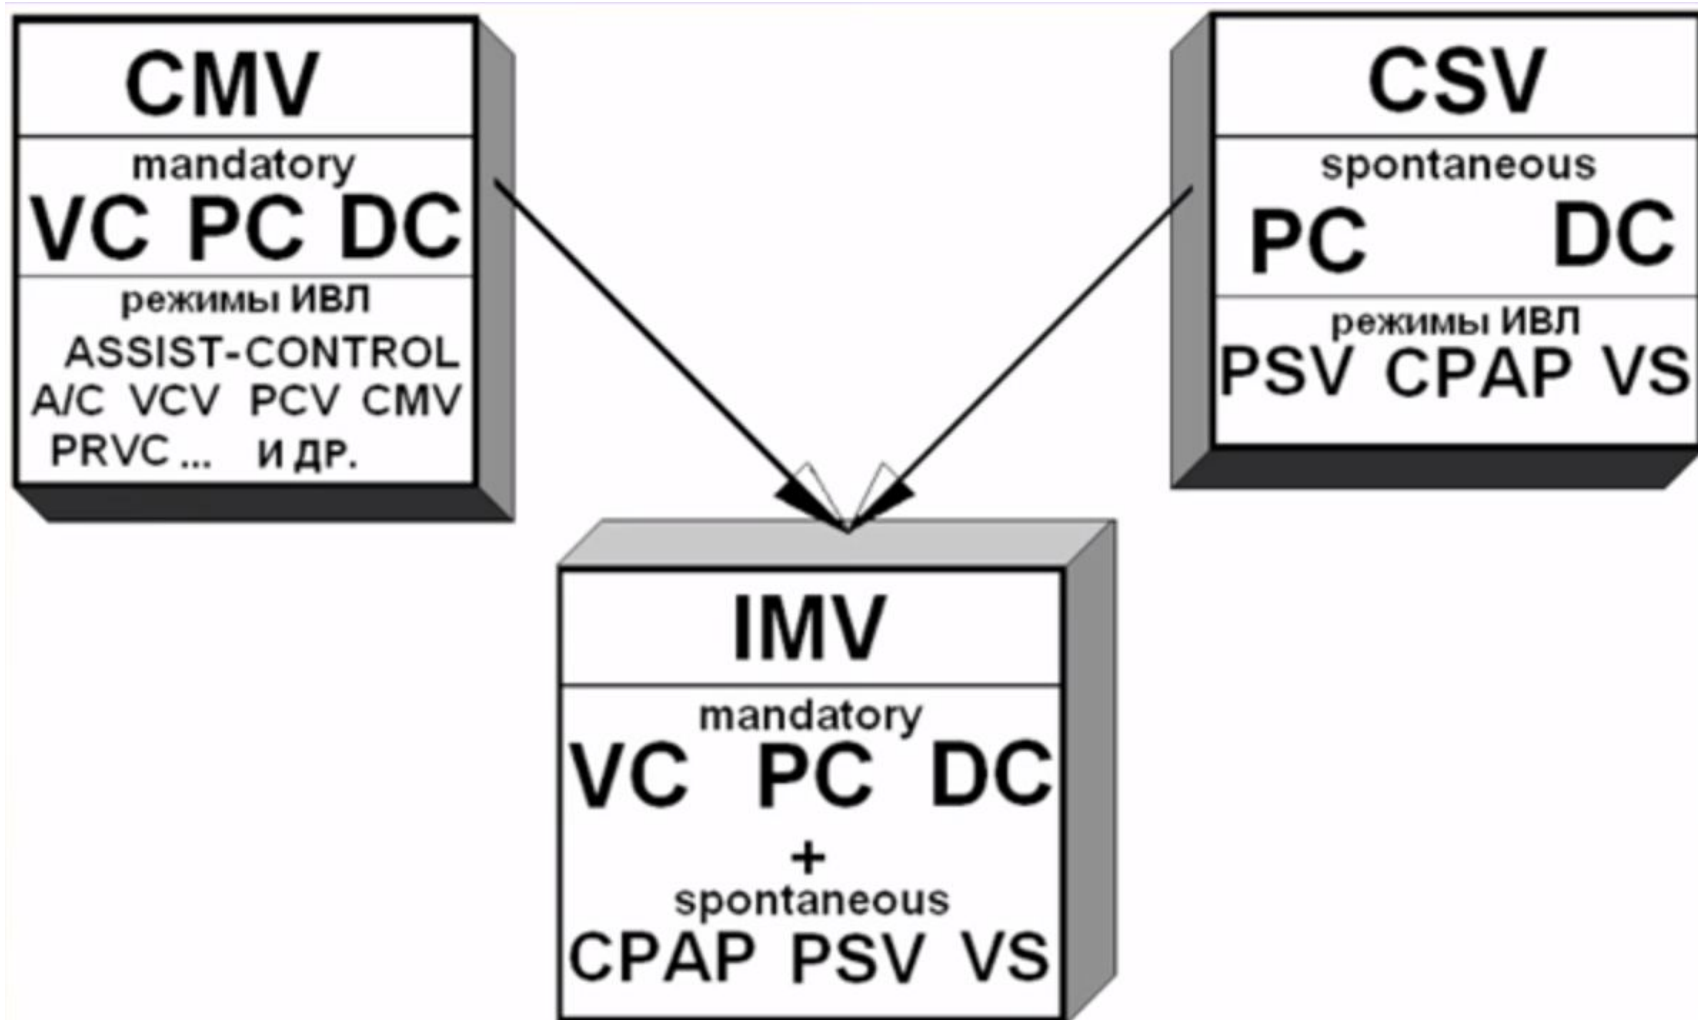 CMV
mandatory
VC PC DC
режимы ИВЛ
ASSIST-CONTROL
A/C VCV PCV CMV
PRVC ... И ДР.
CSV
spontaneous
PC DC
режимы ИВЛ
PSV CPAP VS
IMV
mandatory
VC PC DC
+
spontaneous
CPAP PSV VS